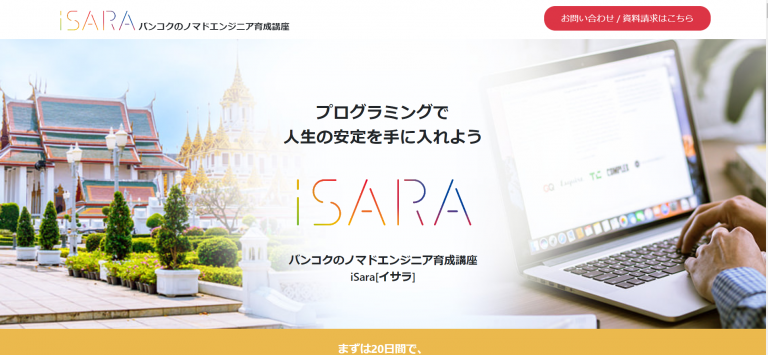 iSARA バンコクのノマドエンジニア育成講座
お問い合わせ / 資料請求はこちら
プログラミングで
人生の安定を手に入れよう
iSARA
バンコクのノマドエンジニア育成講座
iSara[イサラ]
COMPLEX
まずは20日間で、